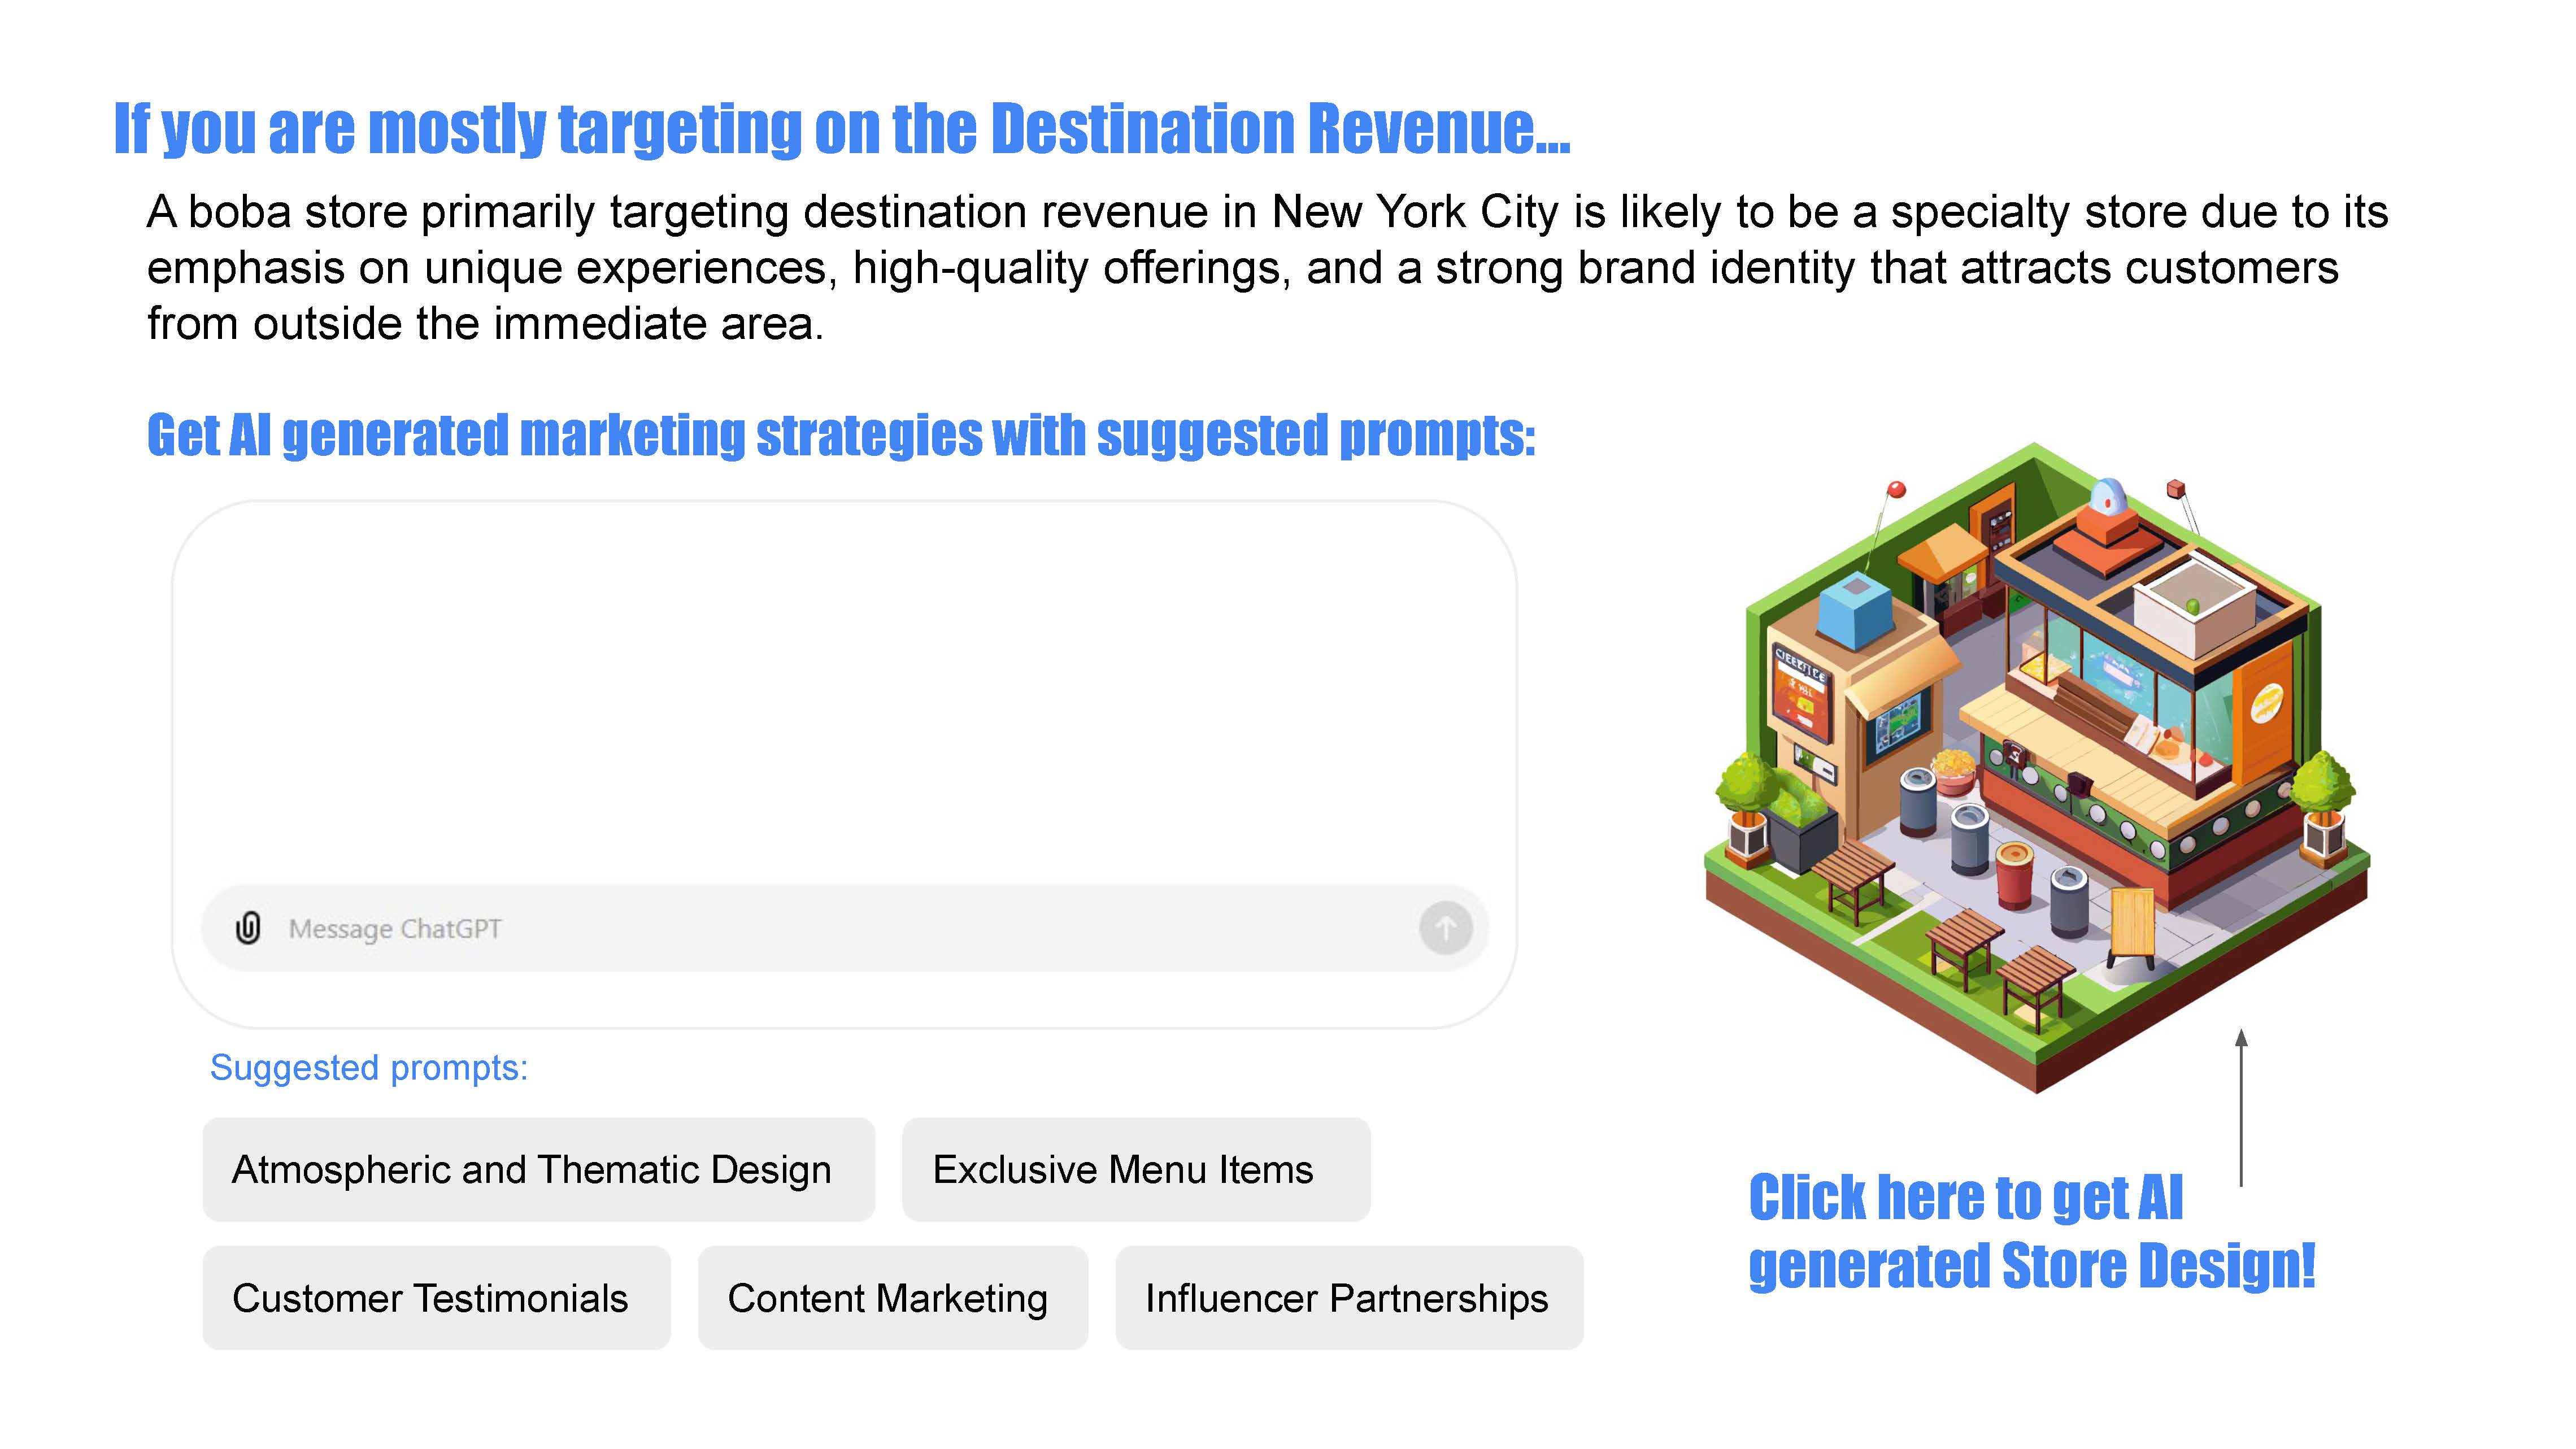 If you are mostly targeting on the Destination Revenue...
A boba store primarily targeting destination revenue in New York City is likely to be a specialty store due to its
emphasis on unique experiences, high-quality offerings, and a strong brand identity that attracts customers
from outside the immediate area.
Get AI generated marketing strategies with suggested prompts:
Message ChatGPT
Suggested prompts:
Atmospheric and Thematic Design
Exclusive Menu Items
Customer Testimonials
Content Marketing
Influencer Partnerships
Click here to get AI
generated Store Design!